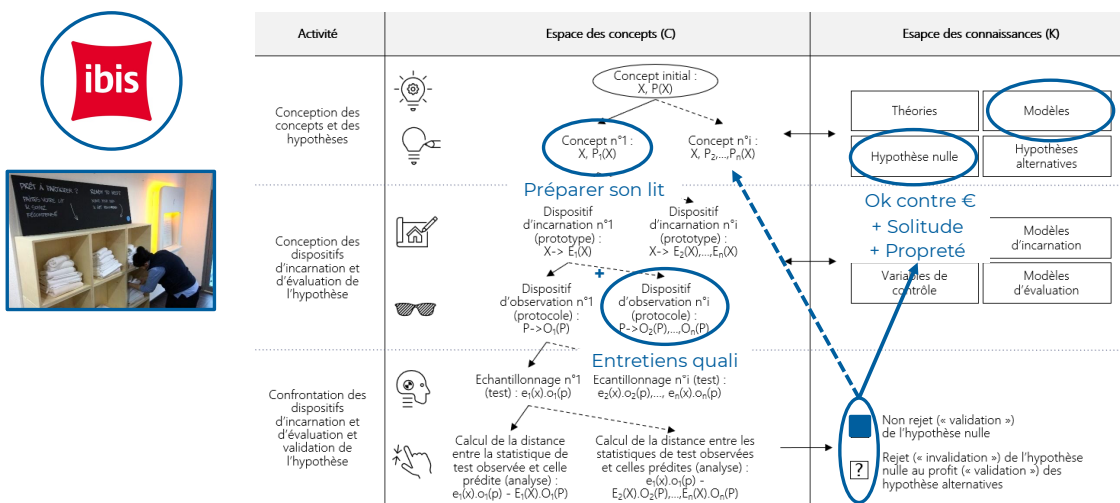 ibis
PRÊT À PARTICIPER ?
READY TO BED?
Activité
Espace des concepts (C)
Esapce des connaissances (K)
Conception des
concepts et des
hypothèses
Concept initial :
X, P(X)
Concept n°1 :
X, P₁(X)
Concept n°i :
X, P₂,...,Pₙ(X)
Théories
Modèles
Hypothèse nulle
Hypothèses
alternatives
Préparer son lit
Ok contre €
+ Solitude
+ Propreté
Conception des
dispositifs
d'incarnation et
d'évaluation de
l'hypothèse
Dispositif
d'incarnation n°1
(prototype) :
X-> E₁(X)
Dispositif
d'incarnation n°i
(prototype) :
X-> E₂(X),...,Eₙ(X)
+
Dispositif
d'observation n°1
(protocole) :
P->O₁(P)
Dispositif
d'observation n°i
(protocole) :
P->O₂(P),...,Oₙ(P)
Modèles
d'incarnation
Variables de
contrôle
Modèles
d'évaluation
Entretiens quali
Confrontation des
dispositifs
d'incarnation et
d'évaluation et
validation de
l'hypothèse
Echantillonnage n°1
(test) : e₁(x).o₁(p)
Ecantillonnage n°i (test) :
e₂(x).o₂(p),..., eₙ(x).oₙ(p)
Calcul de la distance
entre la statistique de
test observée et celle
prédite (analyse) :
e₁(x).o₁(p) - E₁(X).O₁(P)
Calcul de la distance entre les
statistiques de test observées
et celles prédites (analyse) :
e₁(x).o₁(p) -
E₂(X).O₂(P),...,Eₙ(X).Oₙ(P)
Non rejet (« validation »)
de l'hypothèse nulle
?
Rejet (« invalidation ») de l'hypothèse
nulle au profit (« validation ») des
hypothèse alternatives